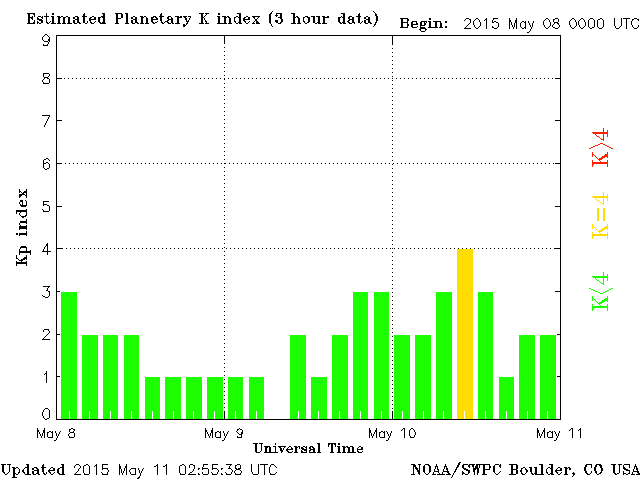 Estimated Planetary K index (3 hour data)
Begin: 2015 May 08 0000 UTC
9
8
7
6
5
4
3
2
1
0
Kp index
K>4
K=4
K<4
May 8
May 9
May 10
May 11
Universal Time
Updated 2015 May 11 02:55:38 UTC
NOAA/SWPC Boulder, CO USA